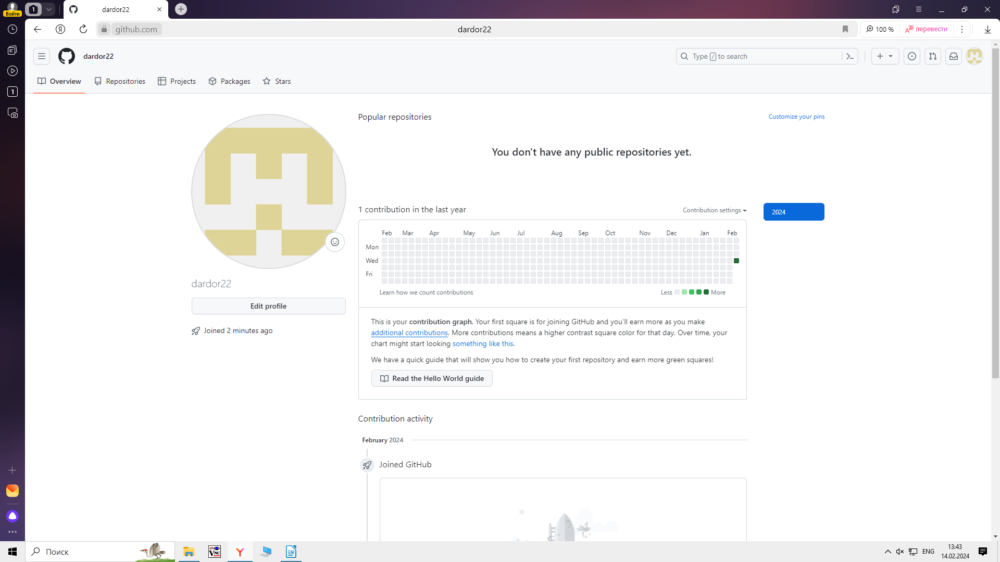 Войти
1
dardor22
github.com
dardor22
100 %
перевести
1
dardor22
Type / to search
Overview
Repositories
Projects
Packages
Stars
Popular repositories
Customize your pins
You don't have any public repositories yet.
1 contribution in the last year
Contribution settings
2024
Feb Mar Apr May Jun Jul Aug Sep Oct Nov Dec Jan Feb
Mon
Wed
Fri
Learn how we count contributions
Less
More
dardor22
Edit profile
Joined 2 minutes ago
This is your contribution graph. Your first square is for joining GitHub and you’ll earn more as you make
additional contributions. More contributions means a higher contrast square color for that day. Over time, your
chart might start looking something like this.
We have a quick guide that will show you how to create your first repository and earn more green squares!
Read the Hello World guide
Contribution activity
February 2024
Joined GitHub
Поиск
VNC
ENG
13:43
14.02.2024